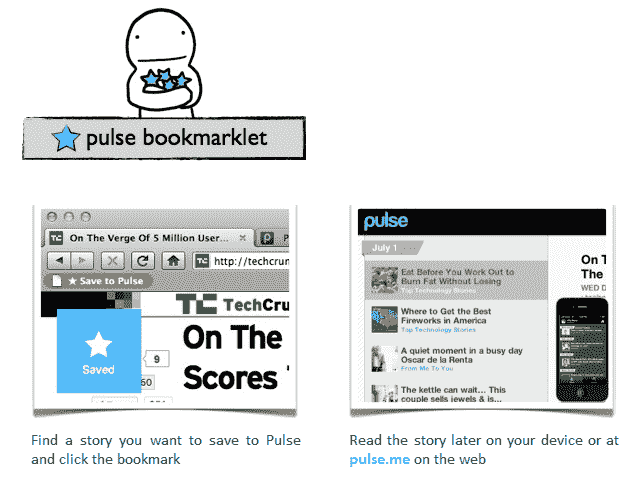 ★ pulse bookmarklet
On The Verge Of 5 Million User...
P
http://techcrun
★ Save to Pulse
TechCru
On The
Scores
Saved
9
60
pulse
July 1
Eat Before You Work Out to
Burn Fat Without Losing
Top Technology Stories
Where to Get the Best
Fireworks in America
Top Technology Stories
A quiet moment in a busy day
Oscar de la Renta
From Me To You
The kettle can wait... This
couple sells jewels & is...
On T
The
WED D
Find a story you want to save to Pulse
and click the bookmark
Read the story later on your device or at
pulse.me on the web